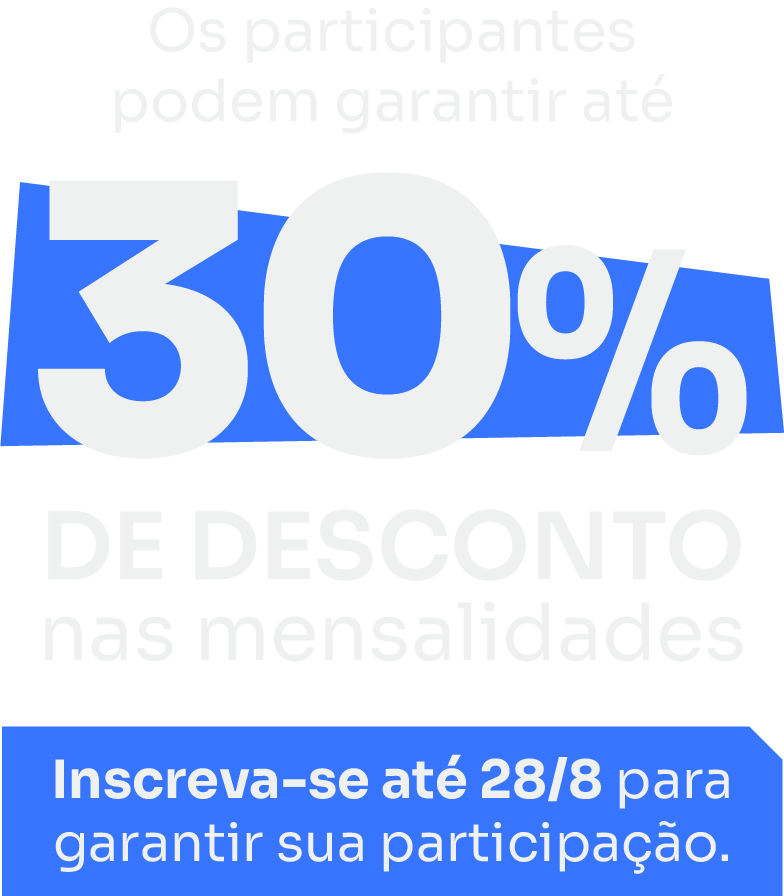 Os participantes
podem garantir até
30%
DE DESCONTO
nas mensalidades
Inscreva-se até 28/8 para
garantir sua participação.